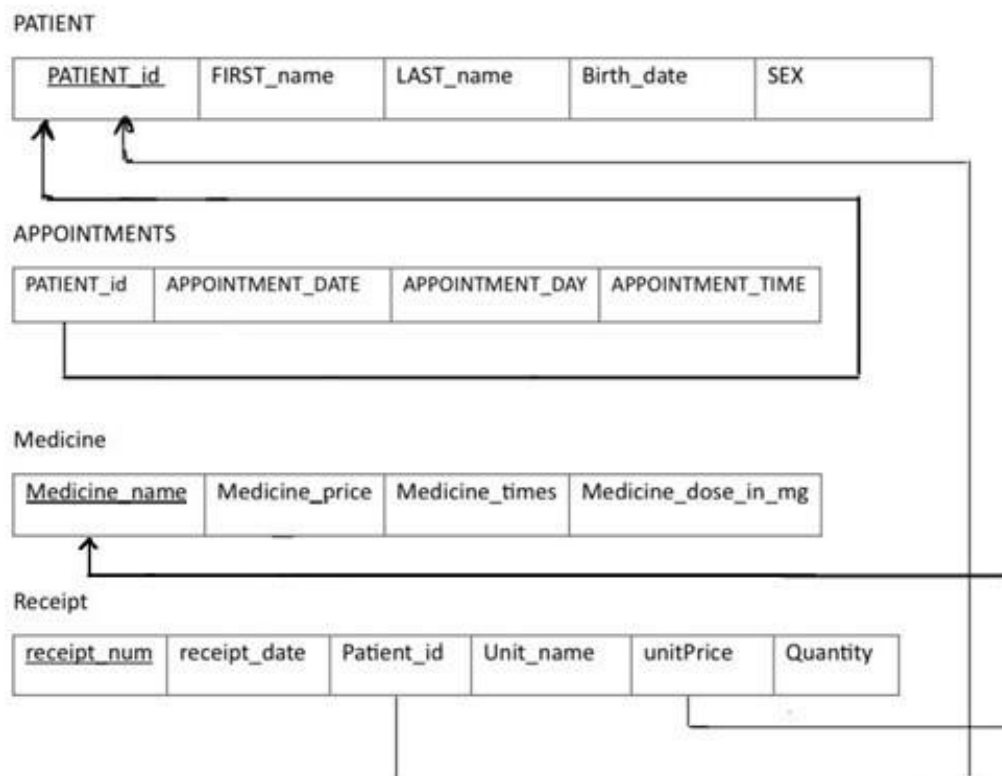 PATIENT
PATIENT_id FIRST_name LAST_name Birth_date SEX
APPOINTMENTS
PATIENT_id APPOINTMENT_DATE APPOINTMENT_DAY APPOINTMENT_TIME
Medicine
Medicine_name Medicine_price Medicine_times Medicine_dose_in_mg
Receipt
receipt_num receipt_date Patient_id Unit_name unitPrice Quantity